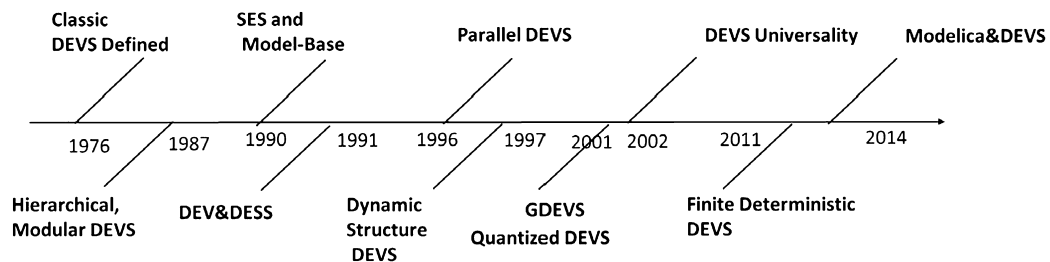 Classic
DEVS Defined
SES and
Model-Base
Parallel DEVS
DEVS Universality
Modelica&DEVS
1976
1987
1990
1991
1996
1997
2001
2002
2011
2014
Hierarchical,
Modular DEVS
DEV&DESS
Dynamic
Structure
DEVS
GDEVS
Quantized DEVS
Finite Deterministic
DEVS